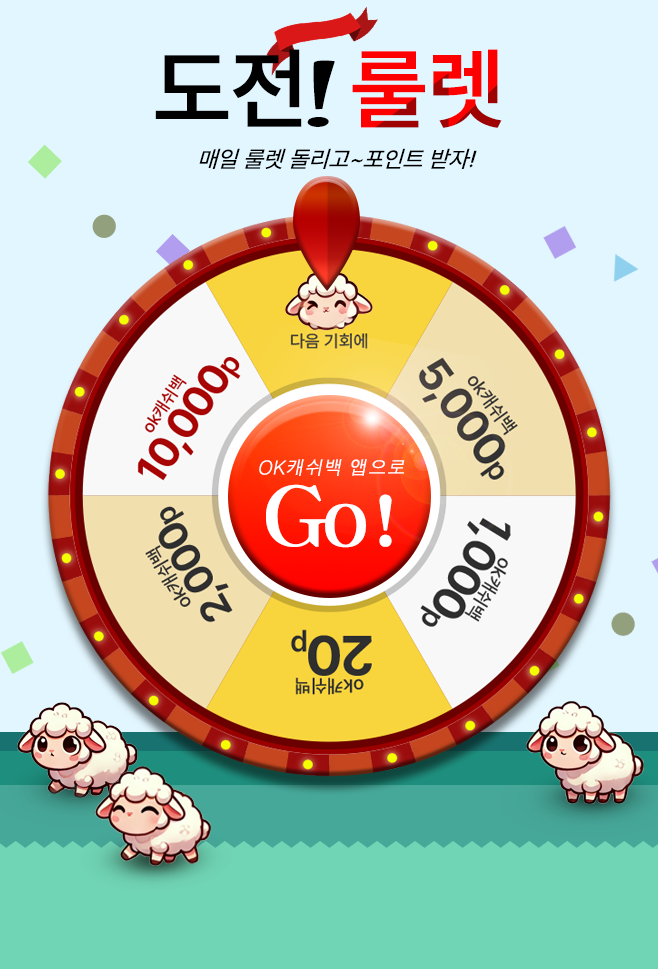 도전! 룰렛
매일 룰렛 돌리고~포인트 받자!
다음 기회에
ok캐쉬백
5,000p
ok캐쉬백
1,000p
ok캐쉬백
20p
ok캐쉬백
2,000p
ok캐쉬백
10,000p
OK캐쉬백 앱으로
Go!